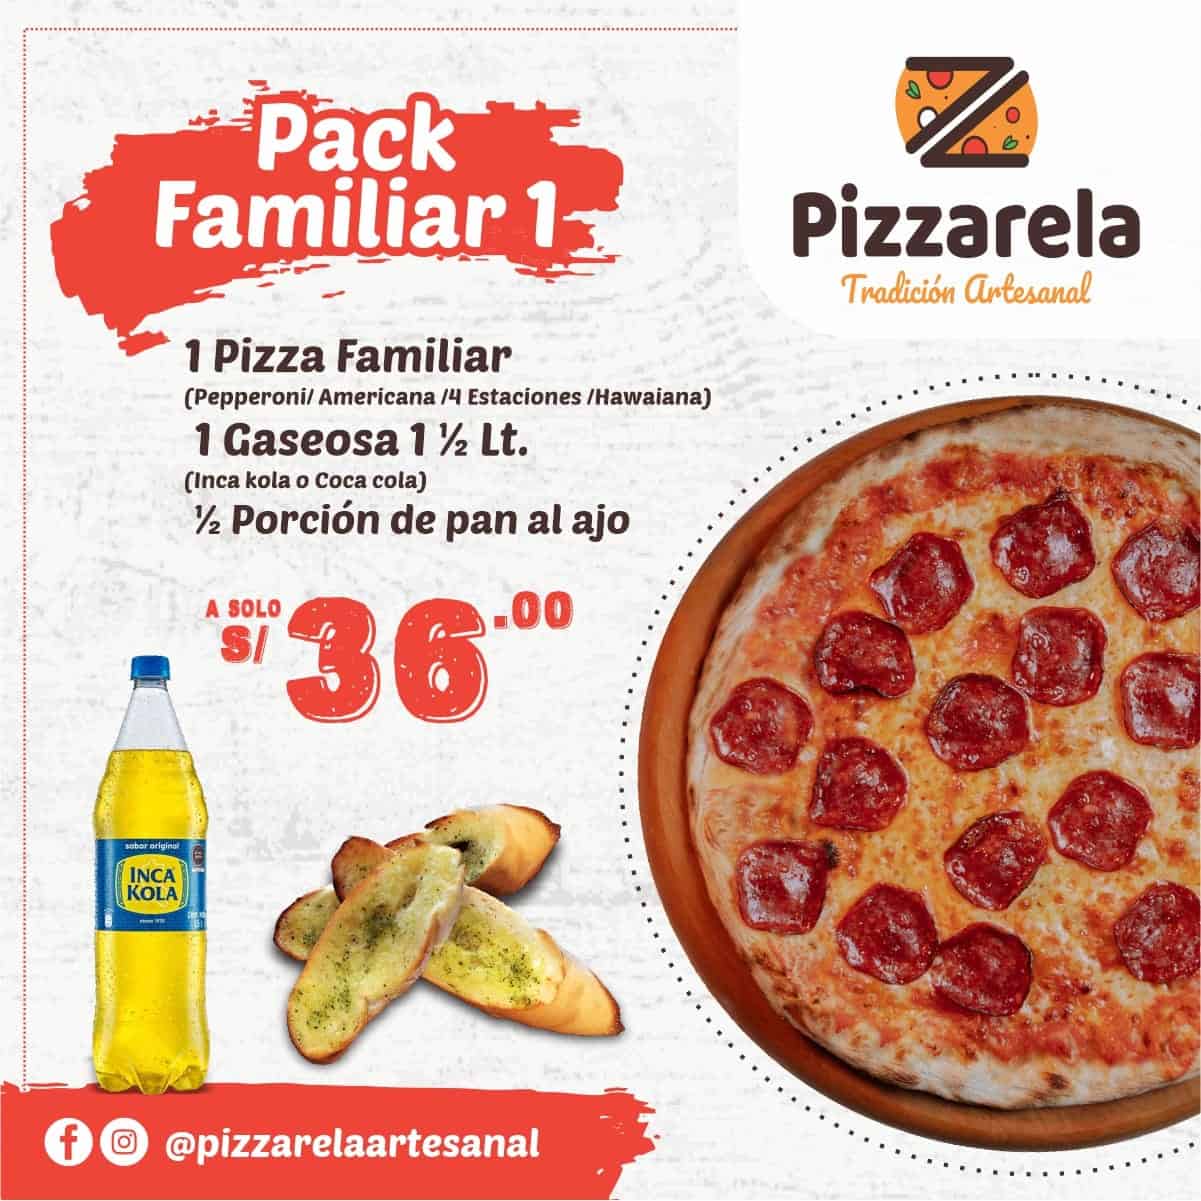 Pack
Familiar 1
Pizzarela
Tradición Artesanal
1 Pizza Familiar
(Pepperoni/ Americana /4 Estaciones /Hawaiana)
1 Gaseosa 1 ½ Lt.
(Inca kola o Coca cola)
½ Porción de pan al ajo
A SOLO
S/ 36.00
sabor original
INCA
KOLA
@pizzarelaartesanal